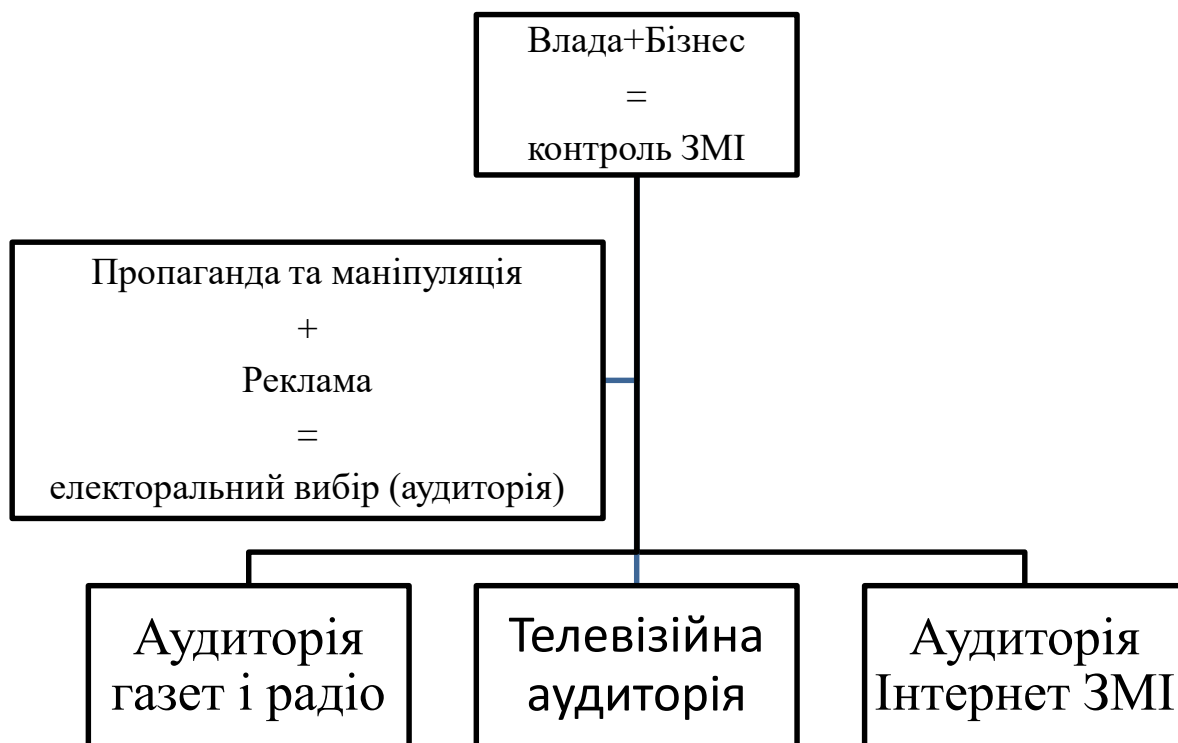 Влада+Бізнес
=
контроль ЗМІ
Пропаганда та маніпуляція
+
Реклама
=
електоральний вибір (аудиторія)
Аудиторія
газет і радіо
Телевізійна
аудиторія
Аудиторія
Інтернет ЗМІ